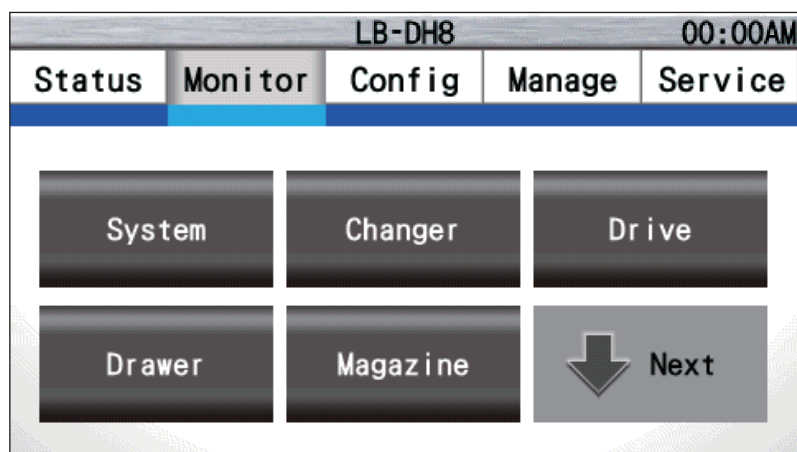 LB-DH8 00:00AM
Status Monitor Config Manage Service
System Changer Drive
Drawer Magazine Next